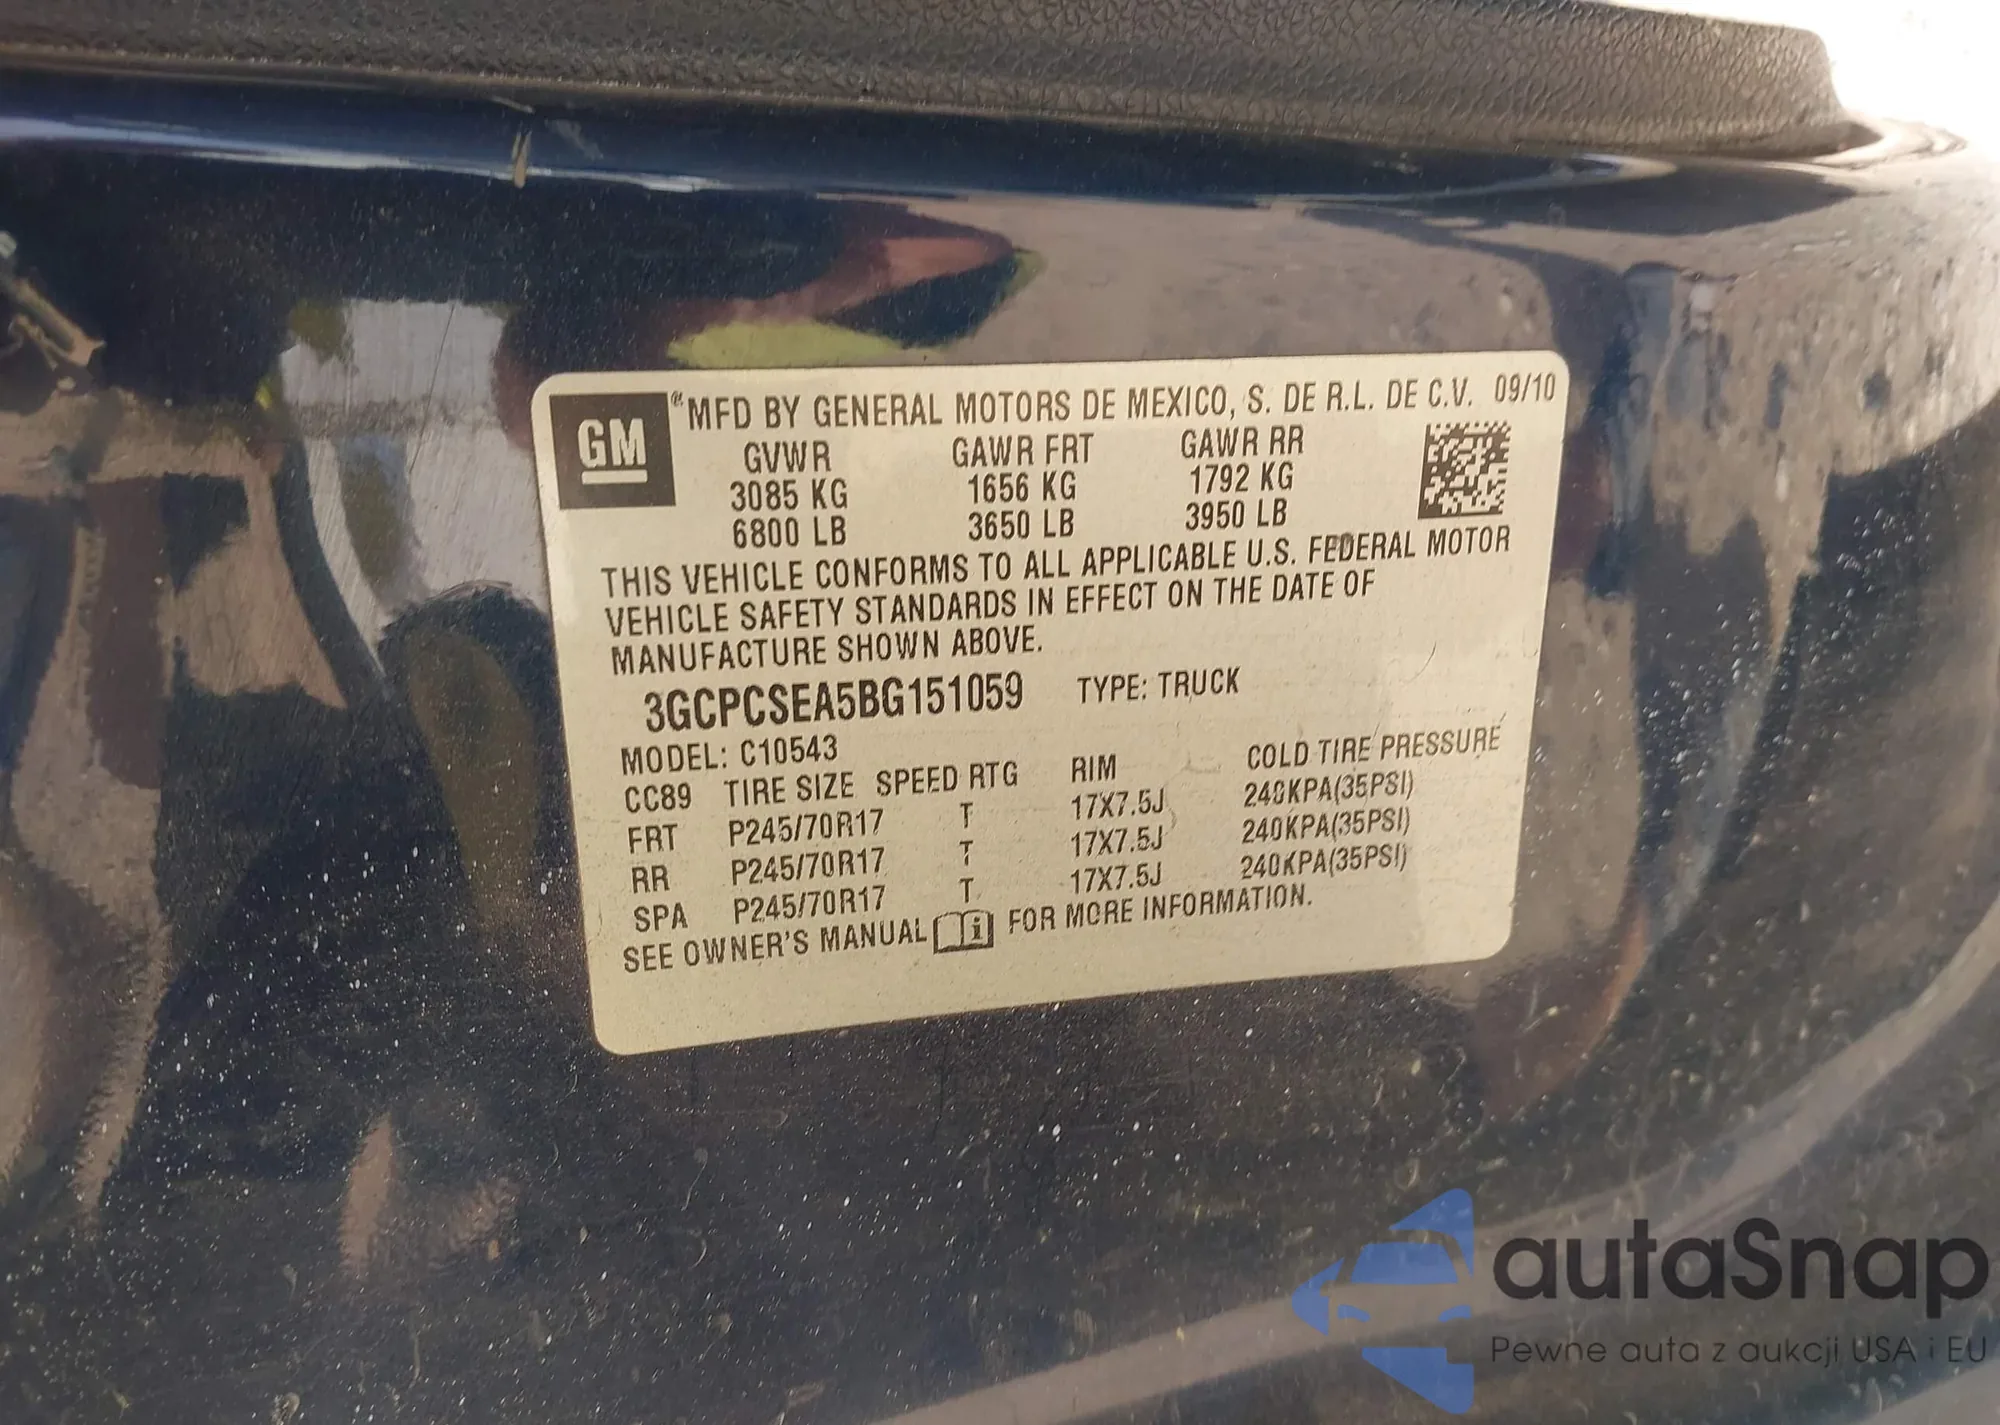 GM
® MFD BY GENERAL MOTORS DE MEXICO, S. DE R.L. DE C.V. 09/10
GVWR GAWR FRT GAWR RR
3085 KG 1656 KG 1792 KG
6800 LB 3650 LB 3950 LB
THIS VEHICLE CONFORMS TO ALL APPLICABLE U.S. FEDERAL MOTOR
VEHICLE SAFETY STANDARDS IN EFFECT ON THE DATE OF
MANUFACTURE SHOWN ABOVE.
3GCPCSEA5BG151059 TYPE: TRUCK
MODEL: C10543
CC89 TIRE SIZE SPEED RTG RIM COLD TIRE PRESSURE
FRT P245/70R17 T 17X7.5J 240KPA(35PSI)
RR P245/70R17 T 17X7.5J 240KPA(35PSI)
SPA P245/70R17 T 17X7.5J 240KPA(35PSI)
SEE OWNER'S MANUAL i FOR MORE INFORMATION.
autaSnap
Pewne auta z aukcji USA i EU